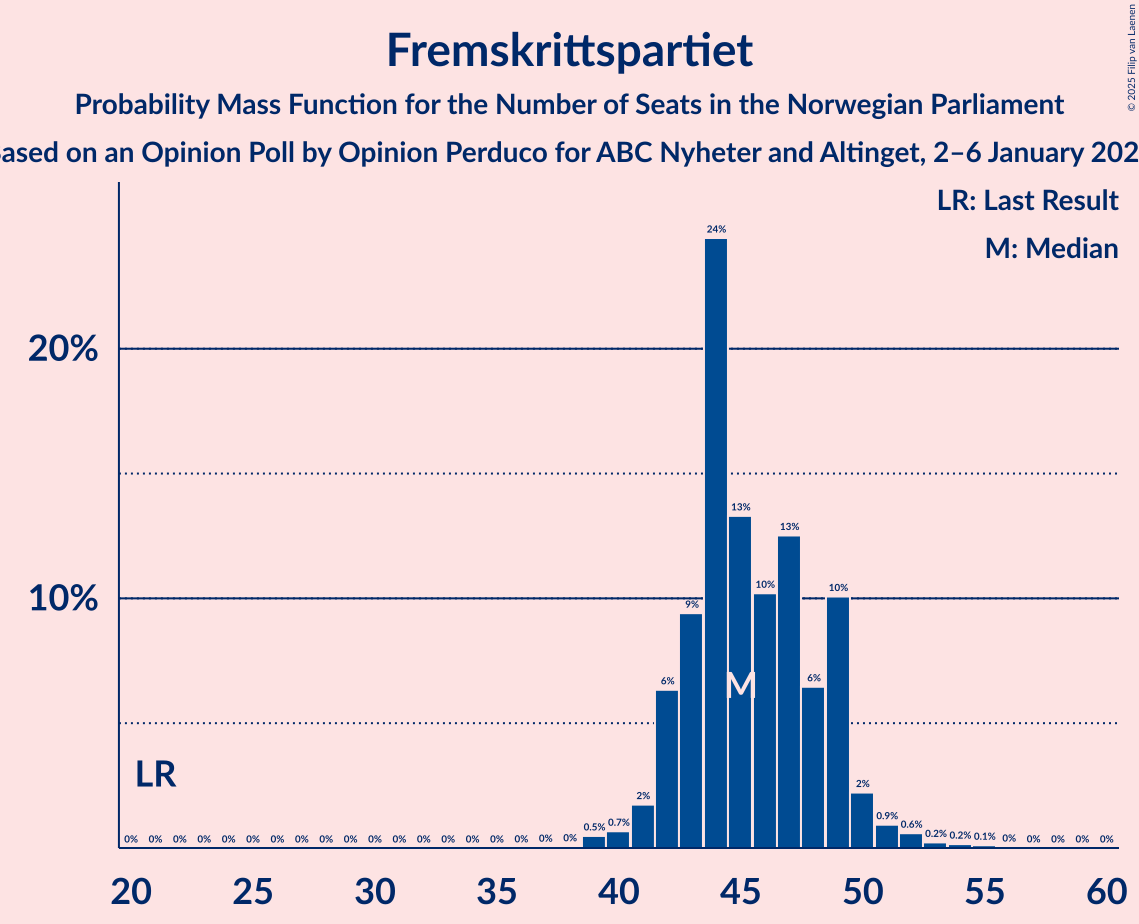 Fremskrittspartiet
Probability Mass Function for the Number of Seats in the Norwegian Parliament
ased on an Opinion Poll by Opinion Perduco for ABC Nyheter and Altinget, 2–6 January 202
© 2025 Filip van Laenen
LR: Last Result
M: Median
24%
20%
13%
13%
10%
10%
10%
9%
6%
6%
M
LR
2%
2%
0% 0% 0% 0% 0% 0% 0% 0% 0% 0% 0% 0% 0% 0% 0% 0% 0% 0% 0% 0.5% 0.7% 0.9% 0.6% 0.2% 0.2% 0.1% 0% 0% 0% 0% 0%
20 25 30 35 40 45 50 55 60